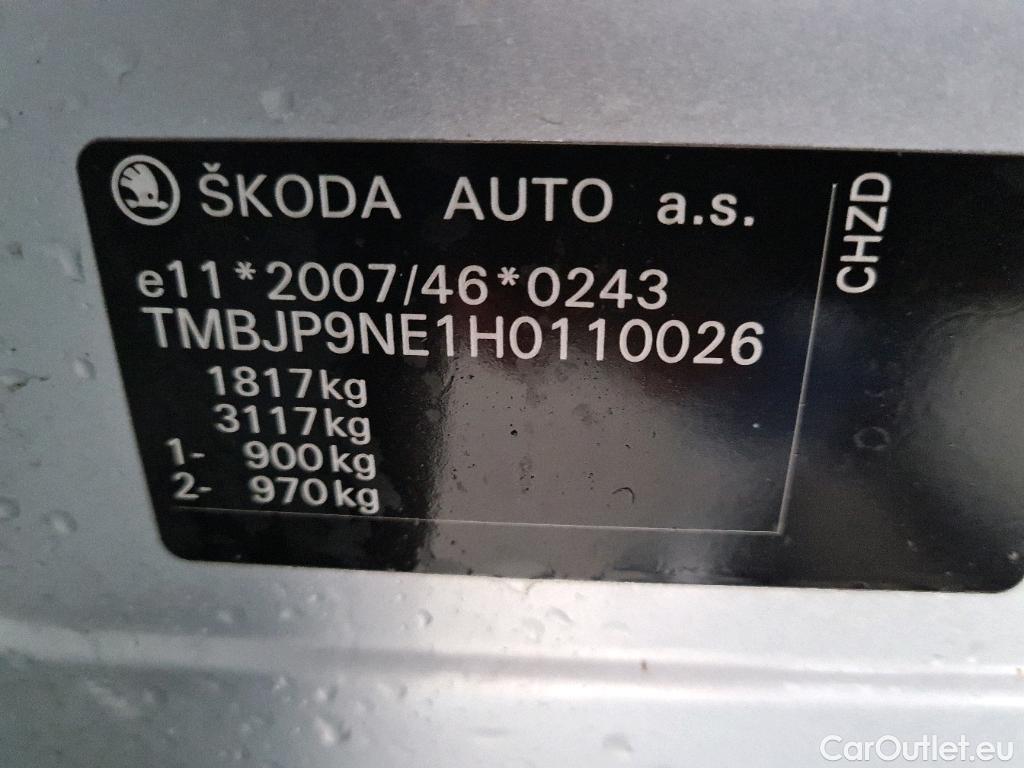 ŠKODA AUTO a.s.
e11*2007/46*0243
TMBJP9NE1H0110026
1817kg
3117kg
1- 900kg
2- 970kg
CHZD
CarOutlet.eu